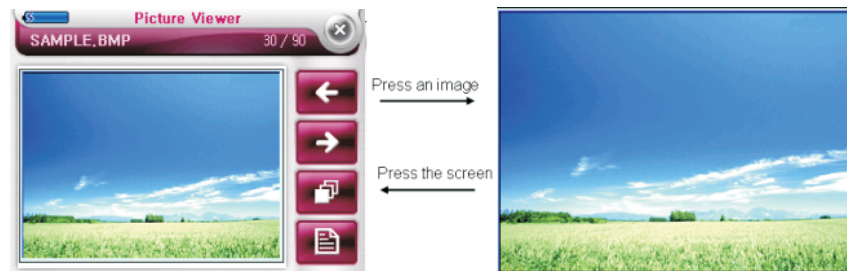 Picture Viewer
SAMPLE.BMP 30 / 90
Press an image
Press the screen